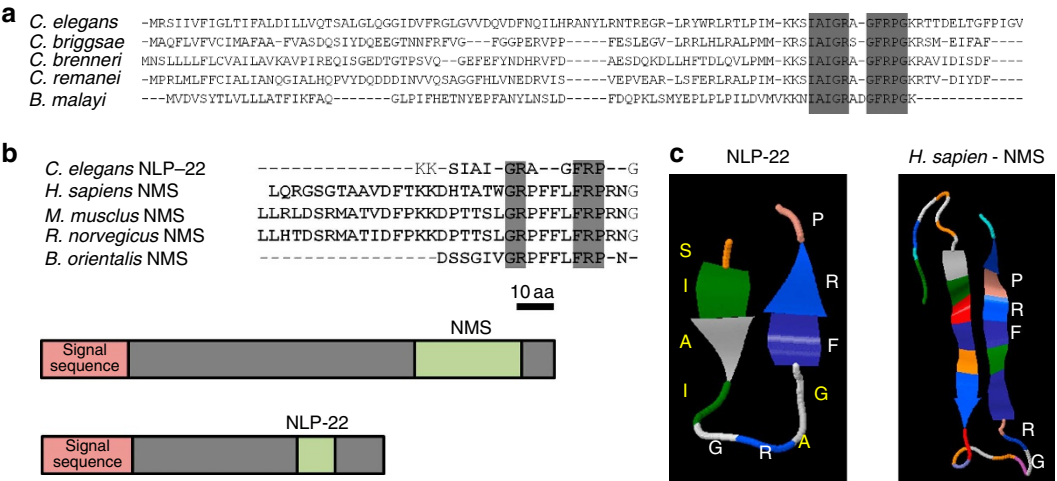 a
C. elegans -MRSIIVFIGLTIFALDILLVQTSALGLQGGIDVFRGLGVVDQVDFNQILHRANYLRNTREGR-LRYWRLRTLPIM-KKSIAIGRA-GFRPGKRTTDELTGFPIGV
C. briggsae -MAQFLVFVCIMAFAA-FVASDQSIYDQEEGTNNFRFVG---FGGPERVPP-----FESLEGV-LRRLHLRALPMM-KKSIAIGRS-GFRPGKRSM-EIFAF----
C. brenneri MNSLLLLFLCVAILAVKAVPIREQISGEDTGTPSVQ--GEFEFYNDHRVFD-----AESDQKDLLHFTDLQVLPIM-KKSIAIGRA-GFRPGKRAVIDISDF----
C. remanei -MPRLMLFFCIALIANQGIALHQPVYDQDDDINVVQSAGGFHLVNEDRVIS-----VEPVEAR-LSFERLRALPIM-KKSIAIGRA-GFRPGKRTV-DIYDF----
B. malayi ---MVDVSYTLVLLLATFIKFAQ-------GLPIFHETNYEPFANYLNSLD-----FDQPKLSMYEPLPLPILDVMVKKNIAIGRADGFRPGK-------------
b
C. elegans NLP–22 ----------------KK-SIAI-GRA--GFRP--G
H. sapiens NMS LQRGSGTAAVDFTKKDHTATWGRPFFLFRPRNG
M. musclus NMS LLRLDSRMATVDFPKKDPTTSLGRPFFLFRPRNG
R. norvegicus NMS LLHTDSRMATIDFPKKDPTTSLGRPFFLFRPRNG
B. orientalis NMS ------------------DSSGIVGRPFFLFRP-N-
10 aa
NMS
Signal
sequence
NLP-22
Signal
sequence
c
NLP-22
S
I
A
I
G
R
A
G
F
R
P
H. sapien - NMS
P
R
F
R
G